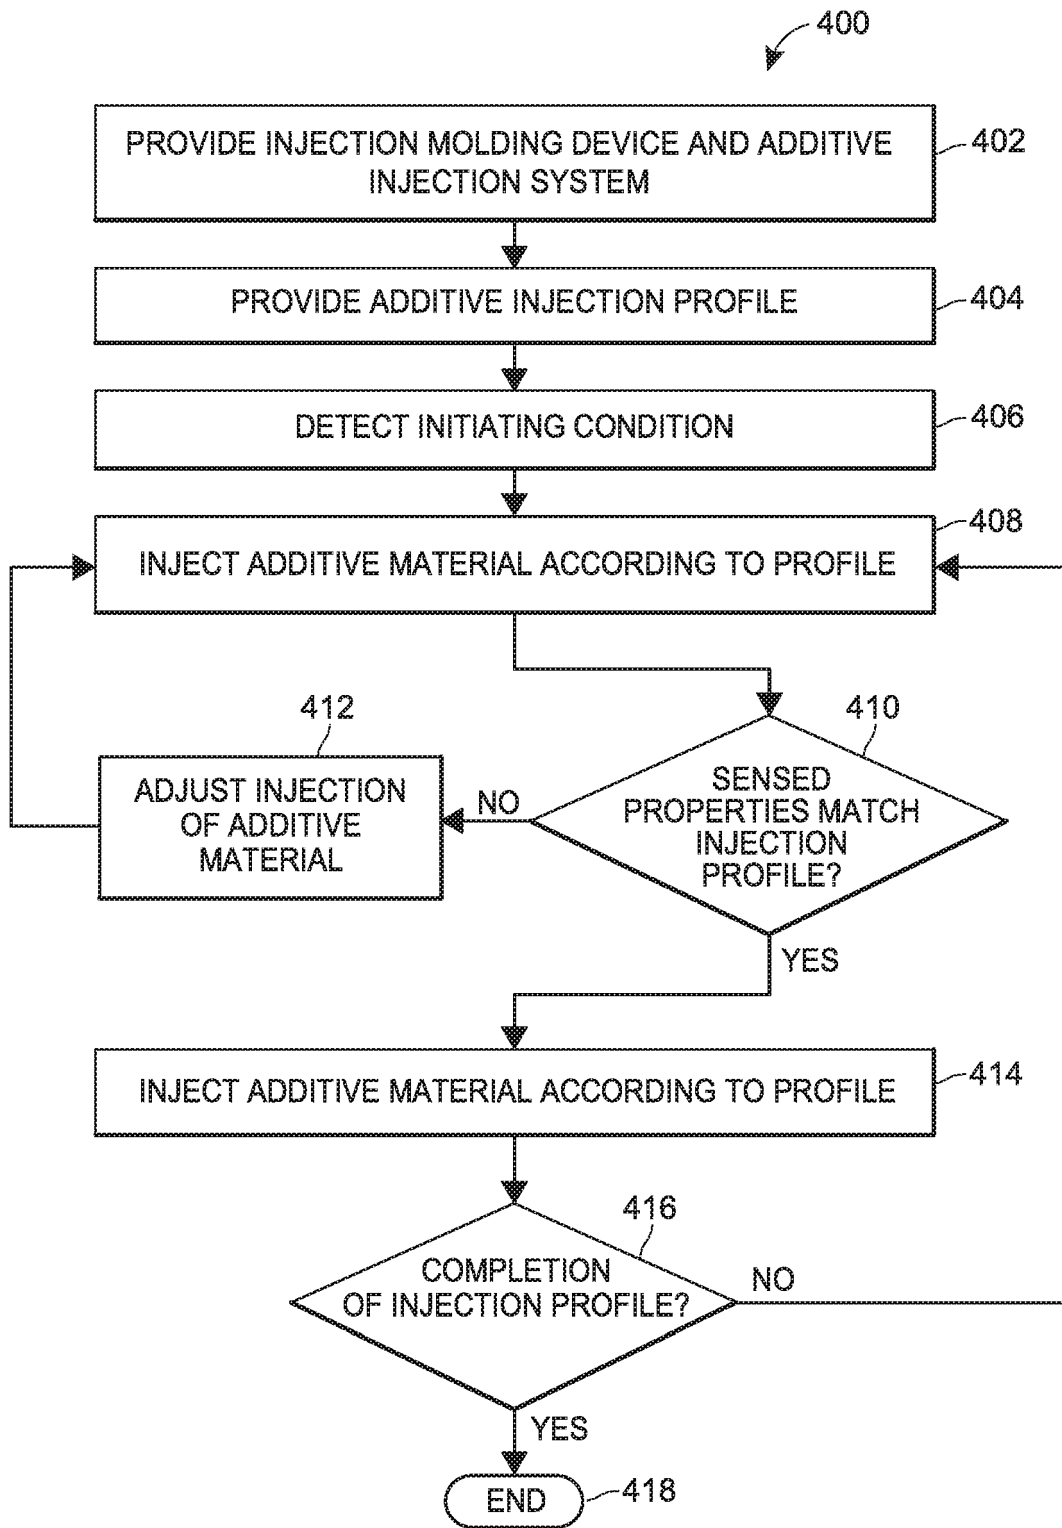 400
PROVIDE INJECTION MOLDING DEVICE AND ADDITIVE
INJECTION SYSTEM
402
PROVIDE ADDITIVE INJECTION PROFILE
404
DETECT INITIATING CONDITION
406
INJECT ADDITIVE MATERIAL ACCORDING TO PROFILE
408
412
ADJUST INJECTION
OF ADDITIVE
MATERIAL
NO
410
SENSED
PROPERTIES MATCH
INJECTION
PROFILE?
YES
INJECT ADDITIVE MATERIAL ACCORDING TO PROFILE
414
416
COMPLETION
OF INJECTION PROFILE?
NO
YES
END
418